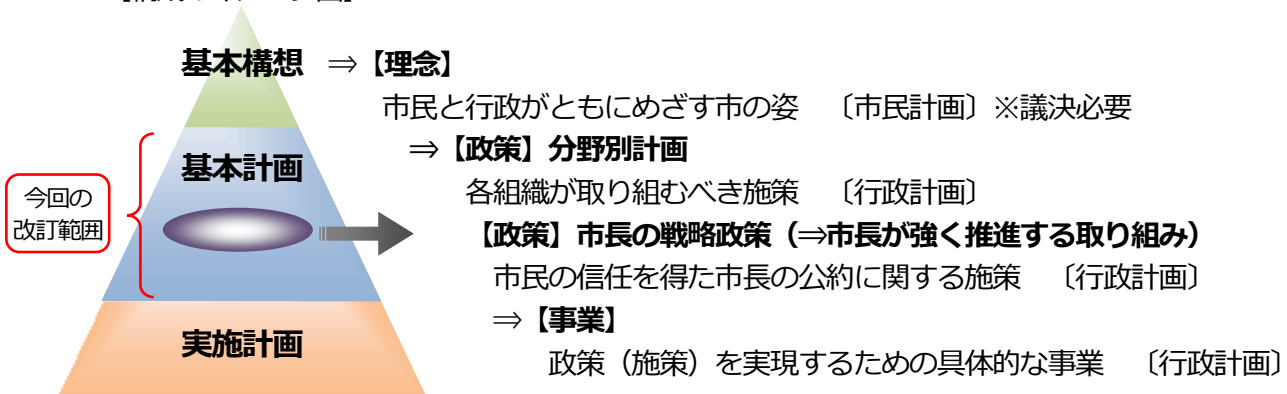 基本構想 ⇒【理念】
市民と行政がともにめざす市の姿 〔市民計画〕※議決必要
基本計画 ⇒【政策】分野別計画
各組織が取り組むべき施策 〔行政計画〕
今回の
改訂範囲
【政策】市長の戦略政策（⇒市長が強く推進する取り組み）
市民の信任を得た市長の公約に関する施策 〔行政計画〕
実施計画 ⇒【事業】
政策（施策）を実現するための具体的な事業 〔行政計画〕